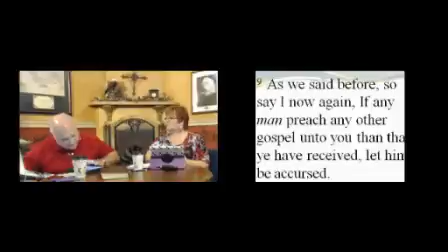 9 As we said before, so
say I now again, If any
man preach any other
gospel unto you than tha
ye have received, let him
be accursed.